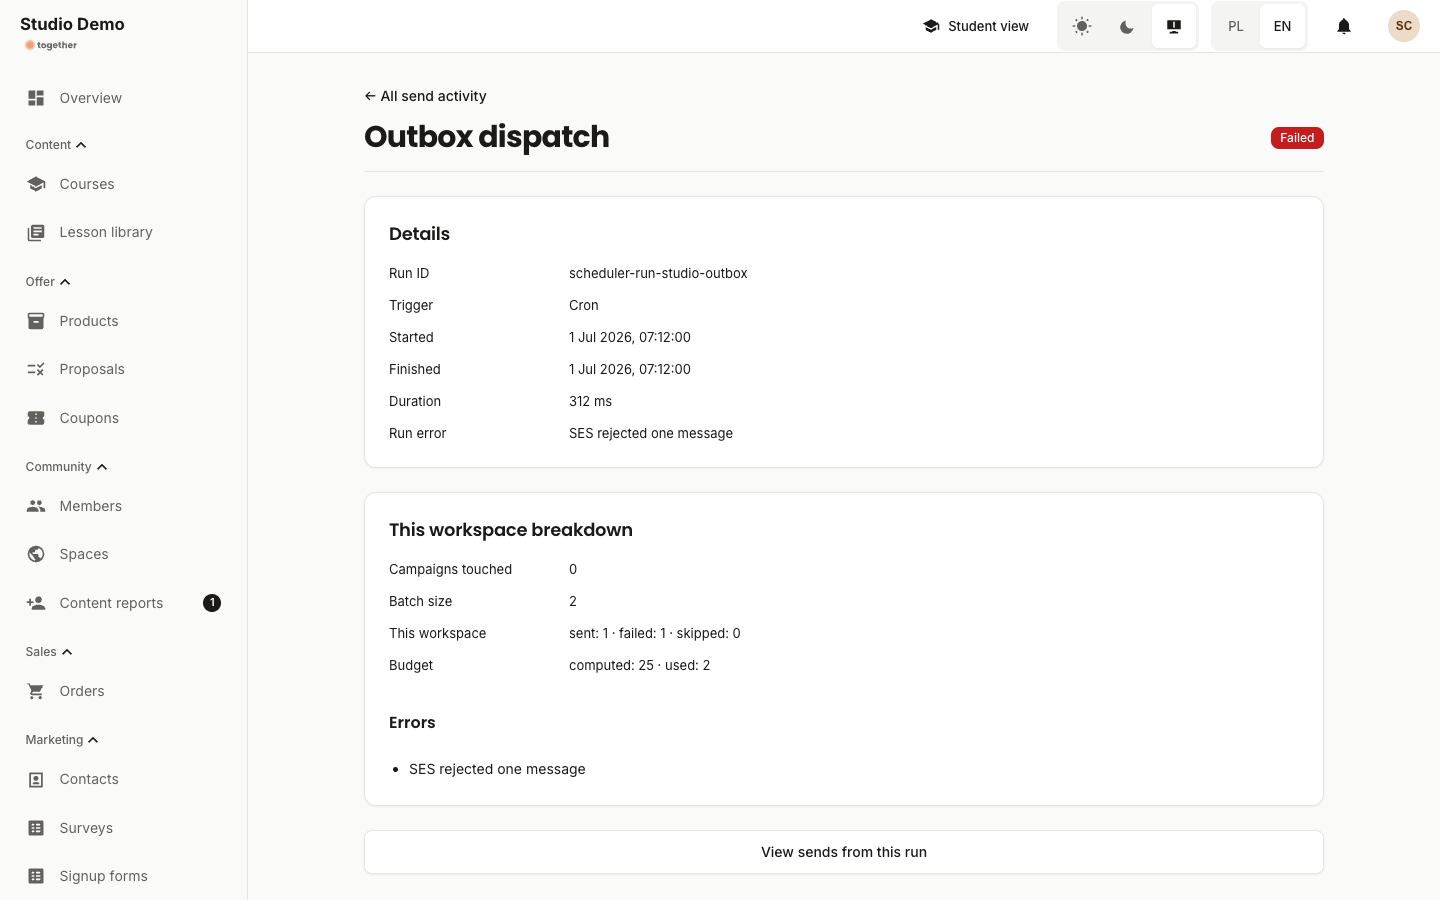 Studio Demo
together
Student view
PL
EN
SC
Overview
Content
Courses
Lesson library
Offer
Products
Proposals
Coupons
Community
Members
Spaces
Content reports
1
Sales
Orders
Marketing
Contacts
Surveys
Signup forms
← All send activity
Outbox dispatch
Failed
Details
Run ID scheduler-run-studio-outbox
Trigger Cron
Started 1 Jul 2026, 07:12:00
Finished 1 Jul 2026, 07:12:00
Duration 312 ms
Run error SES rejected one message
This workspace breakdown
Campaigns touched 0
Batch size 2
This workspace sent: 1 · failed: 1 · skipped: 0
Budget computed: 25 · used: 2
Errors
• SES rejected one message
View sends from this run